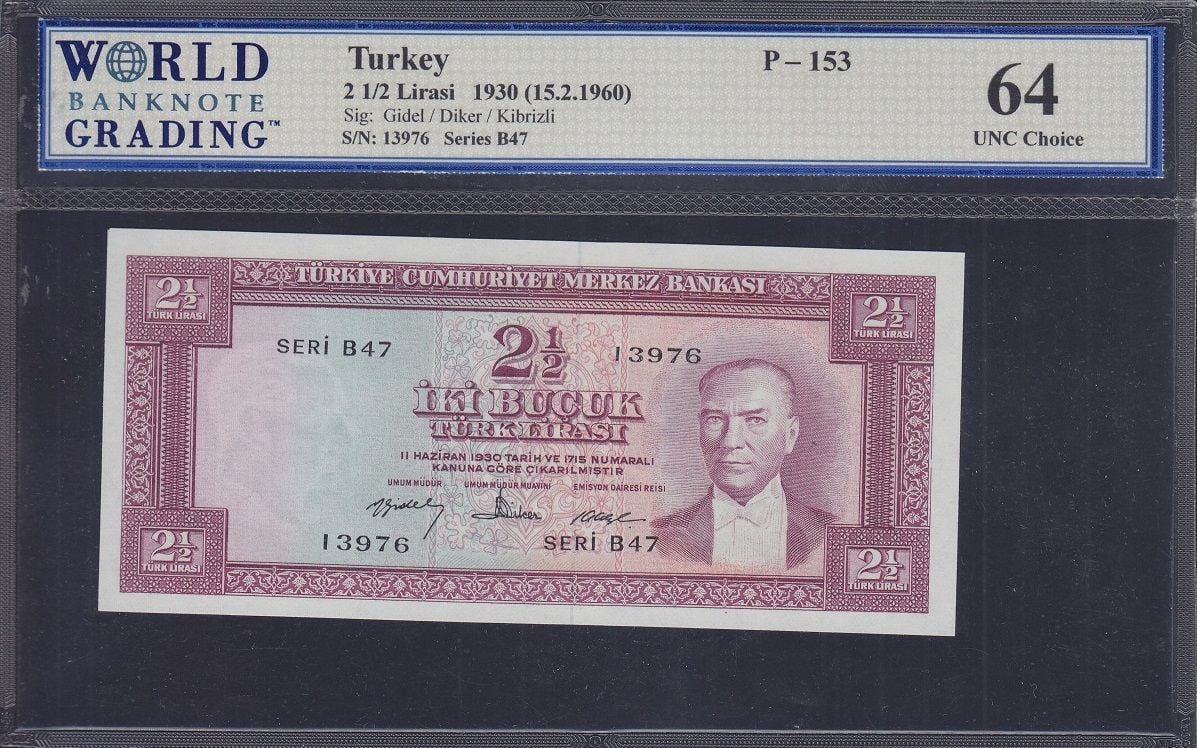 WORLD
BANKNOTE
GRADING™
Turkey
2 1/2 Lirasi 1930 (15.2.1960)
Sig: Gidel / Diker / Kibrizli
S/N: 13976 Series B47
P – 153
64
UNC Choice
TÜRKİYE CUMHURİYET MERKEZ BANKASI
2½
TÜRK LİRASI
2½
TÜRK LİRASI
SERİ B47
2½
13976
İKİ BUÇUK
TÜRK LİRASI
11 HAZİRAN 1930 TARİH VE 1715 NUMARALI
KANUNA GÖRE ÇIKARILMIŞTIR
UMUM MÜDÜR UMUM MÜDÜR MUAVİNİ EMİSYON DAİRESİ REİSİ
13976
SERİ B47
2½
TÜRK LİRASI
2½
TÜRK LİRASI